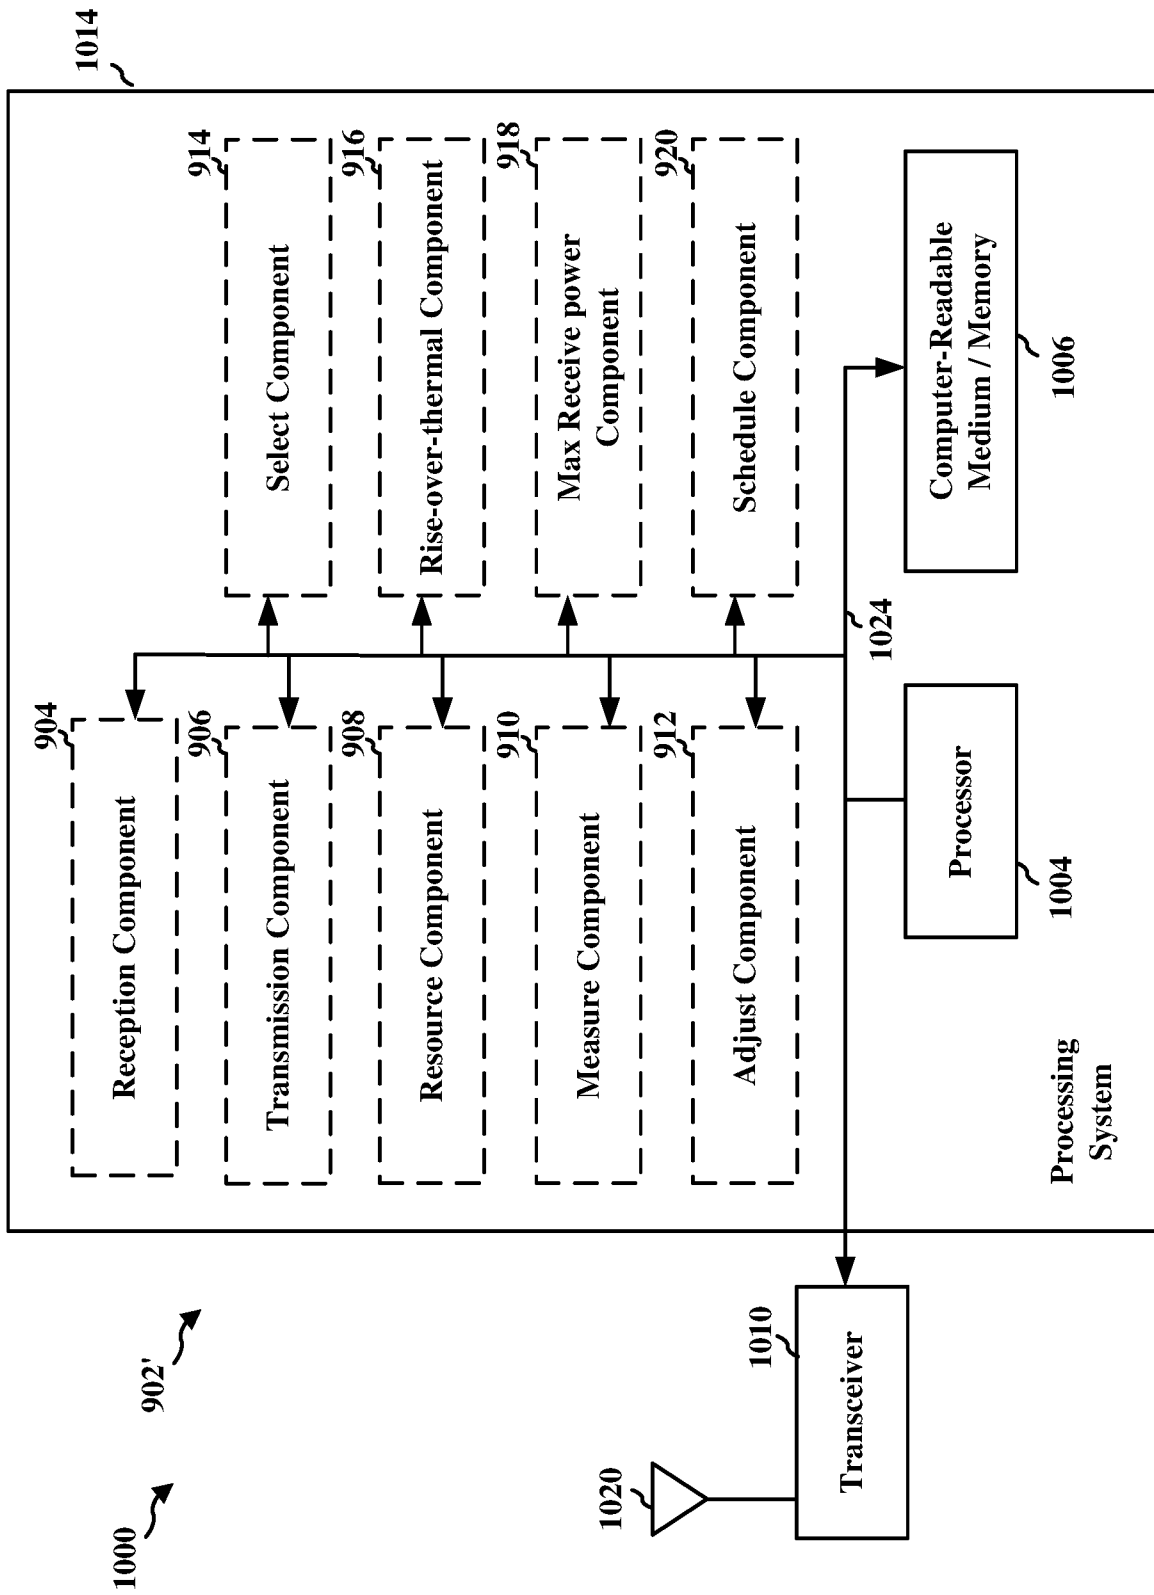 1000
902'
1014
904
Reception Component
906
Transmission Component
914
Select Component
908
Resource Component
916
Rise-over-thermal Component
910
Measure Component
918
Max Receive power
Component
912
Adjust Component
920
Schedule Component
1020
1010
Transceiver
1024
Processor
1004
Computer-Readable
Medium / Memory
1006
Processing
System